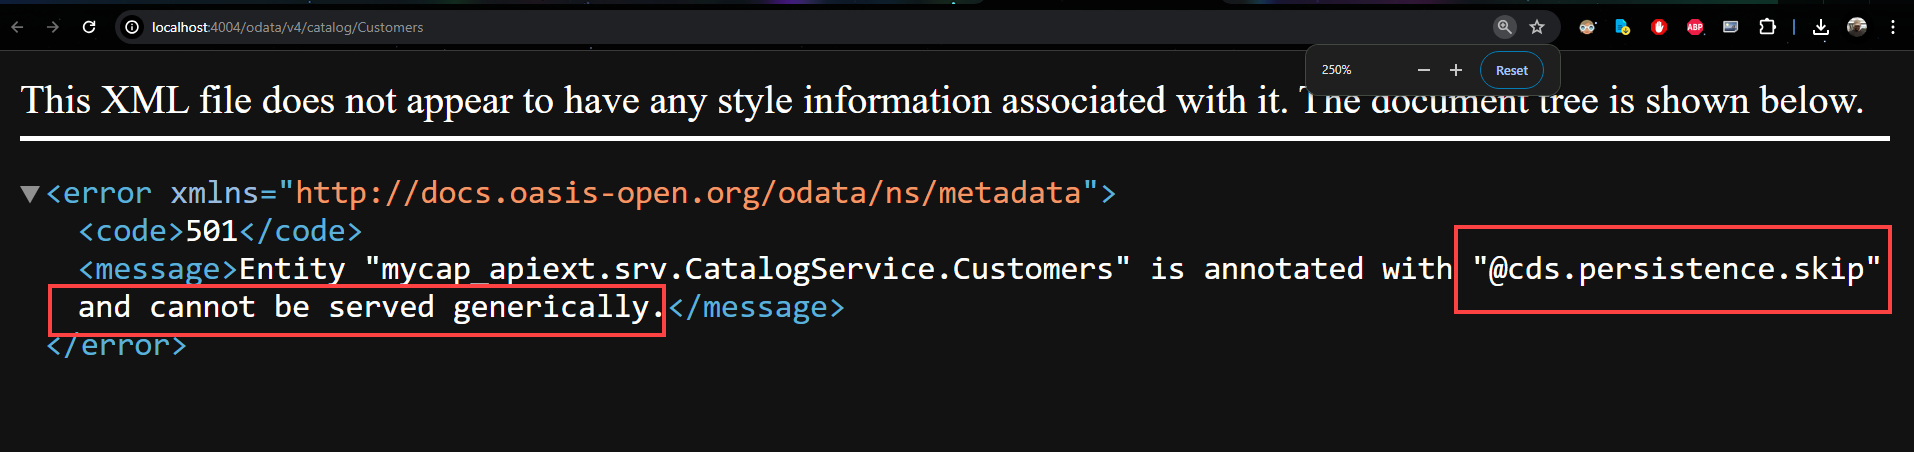 localhost:4004/odata/v4/catalog/Customers
ABP
250%
Reset
This XML file does not appear to have any style information associated with it. The document tree is shown below.
▼<error xmlns="http://docs.oasis-open.org/odata/ns/metadata">
<code>501</code>
<message>Entity "mycap_apiext.srv.CatalogService.Customers" is annotated with "@cds.persistence.skip"
and cannot be served generically.</message>
</error>